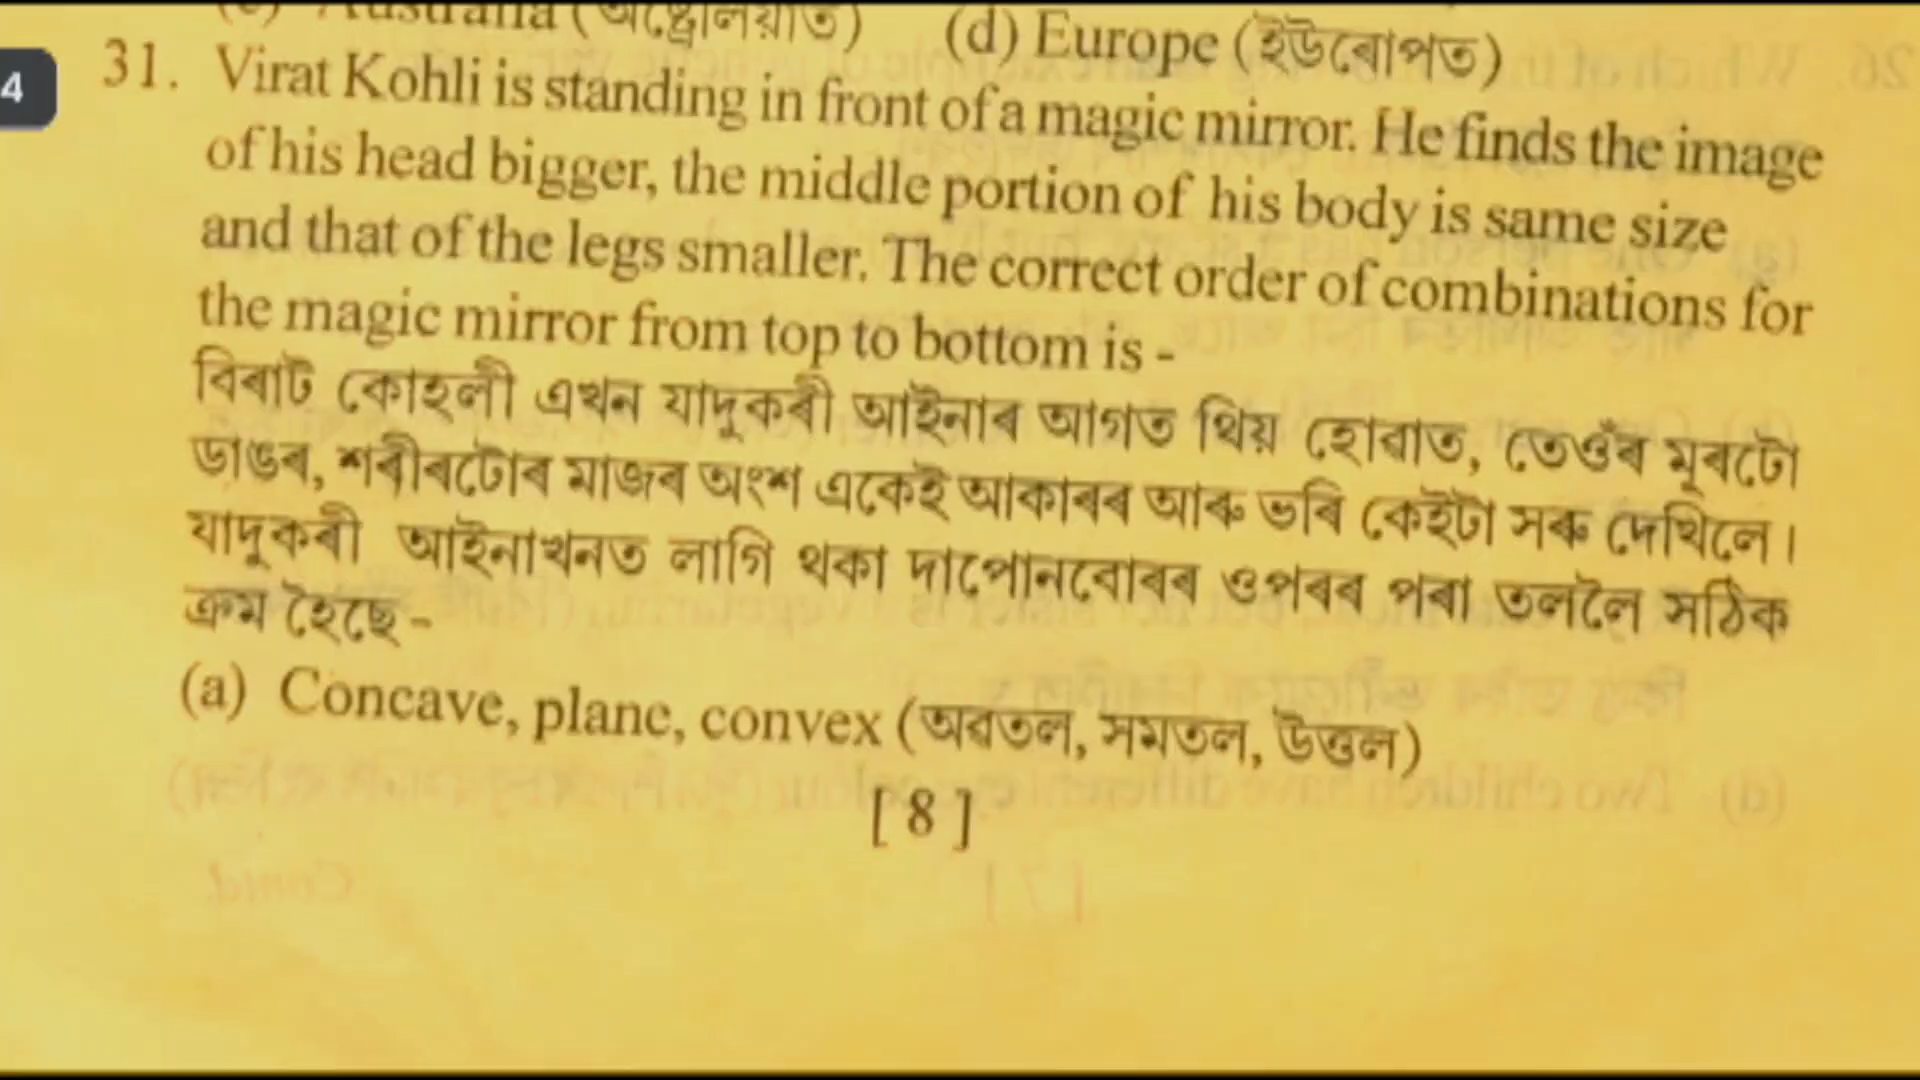 (c) Australia (অষ্ট্ৰেলিয়াত) (d) Europe (ইউৰোপত)
4
31. Virat Kohli is standing in front of a magic mirror. He finds the image
of his head bigger, the middle portion of his body is same size
and that of the legs smaller. The correct order of combinations for
the magic mirror from top to bottom is -
বিৰাট কোহলী এখন যাদুকৰী আইনাৰ আগত থিয় হোৱাত, তেওঁৰ মূৰটো
ডাঙৰ, শৰীৰটোৰ মাজৰ অংশ একেই আকাৰৰ আৰু ভৰি কেইটা সৰু দেখিলে।
যাদুকৰী আইনাখনত লাগি থকা দাপোনবোৰৰ ওপৰৰ পৰা তললৈ সঠিক
ক্ৰম হৈছে -
(a) Concave, plane, convex (অৱতল, সমতল, উত্তল)
[ 8 ]